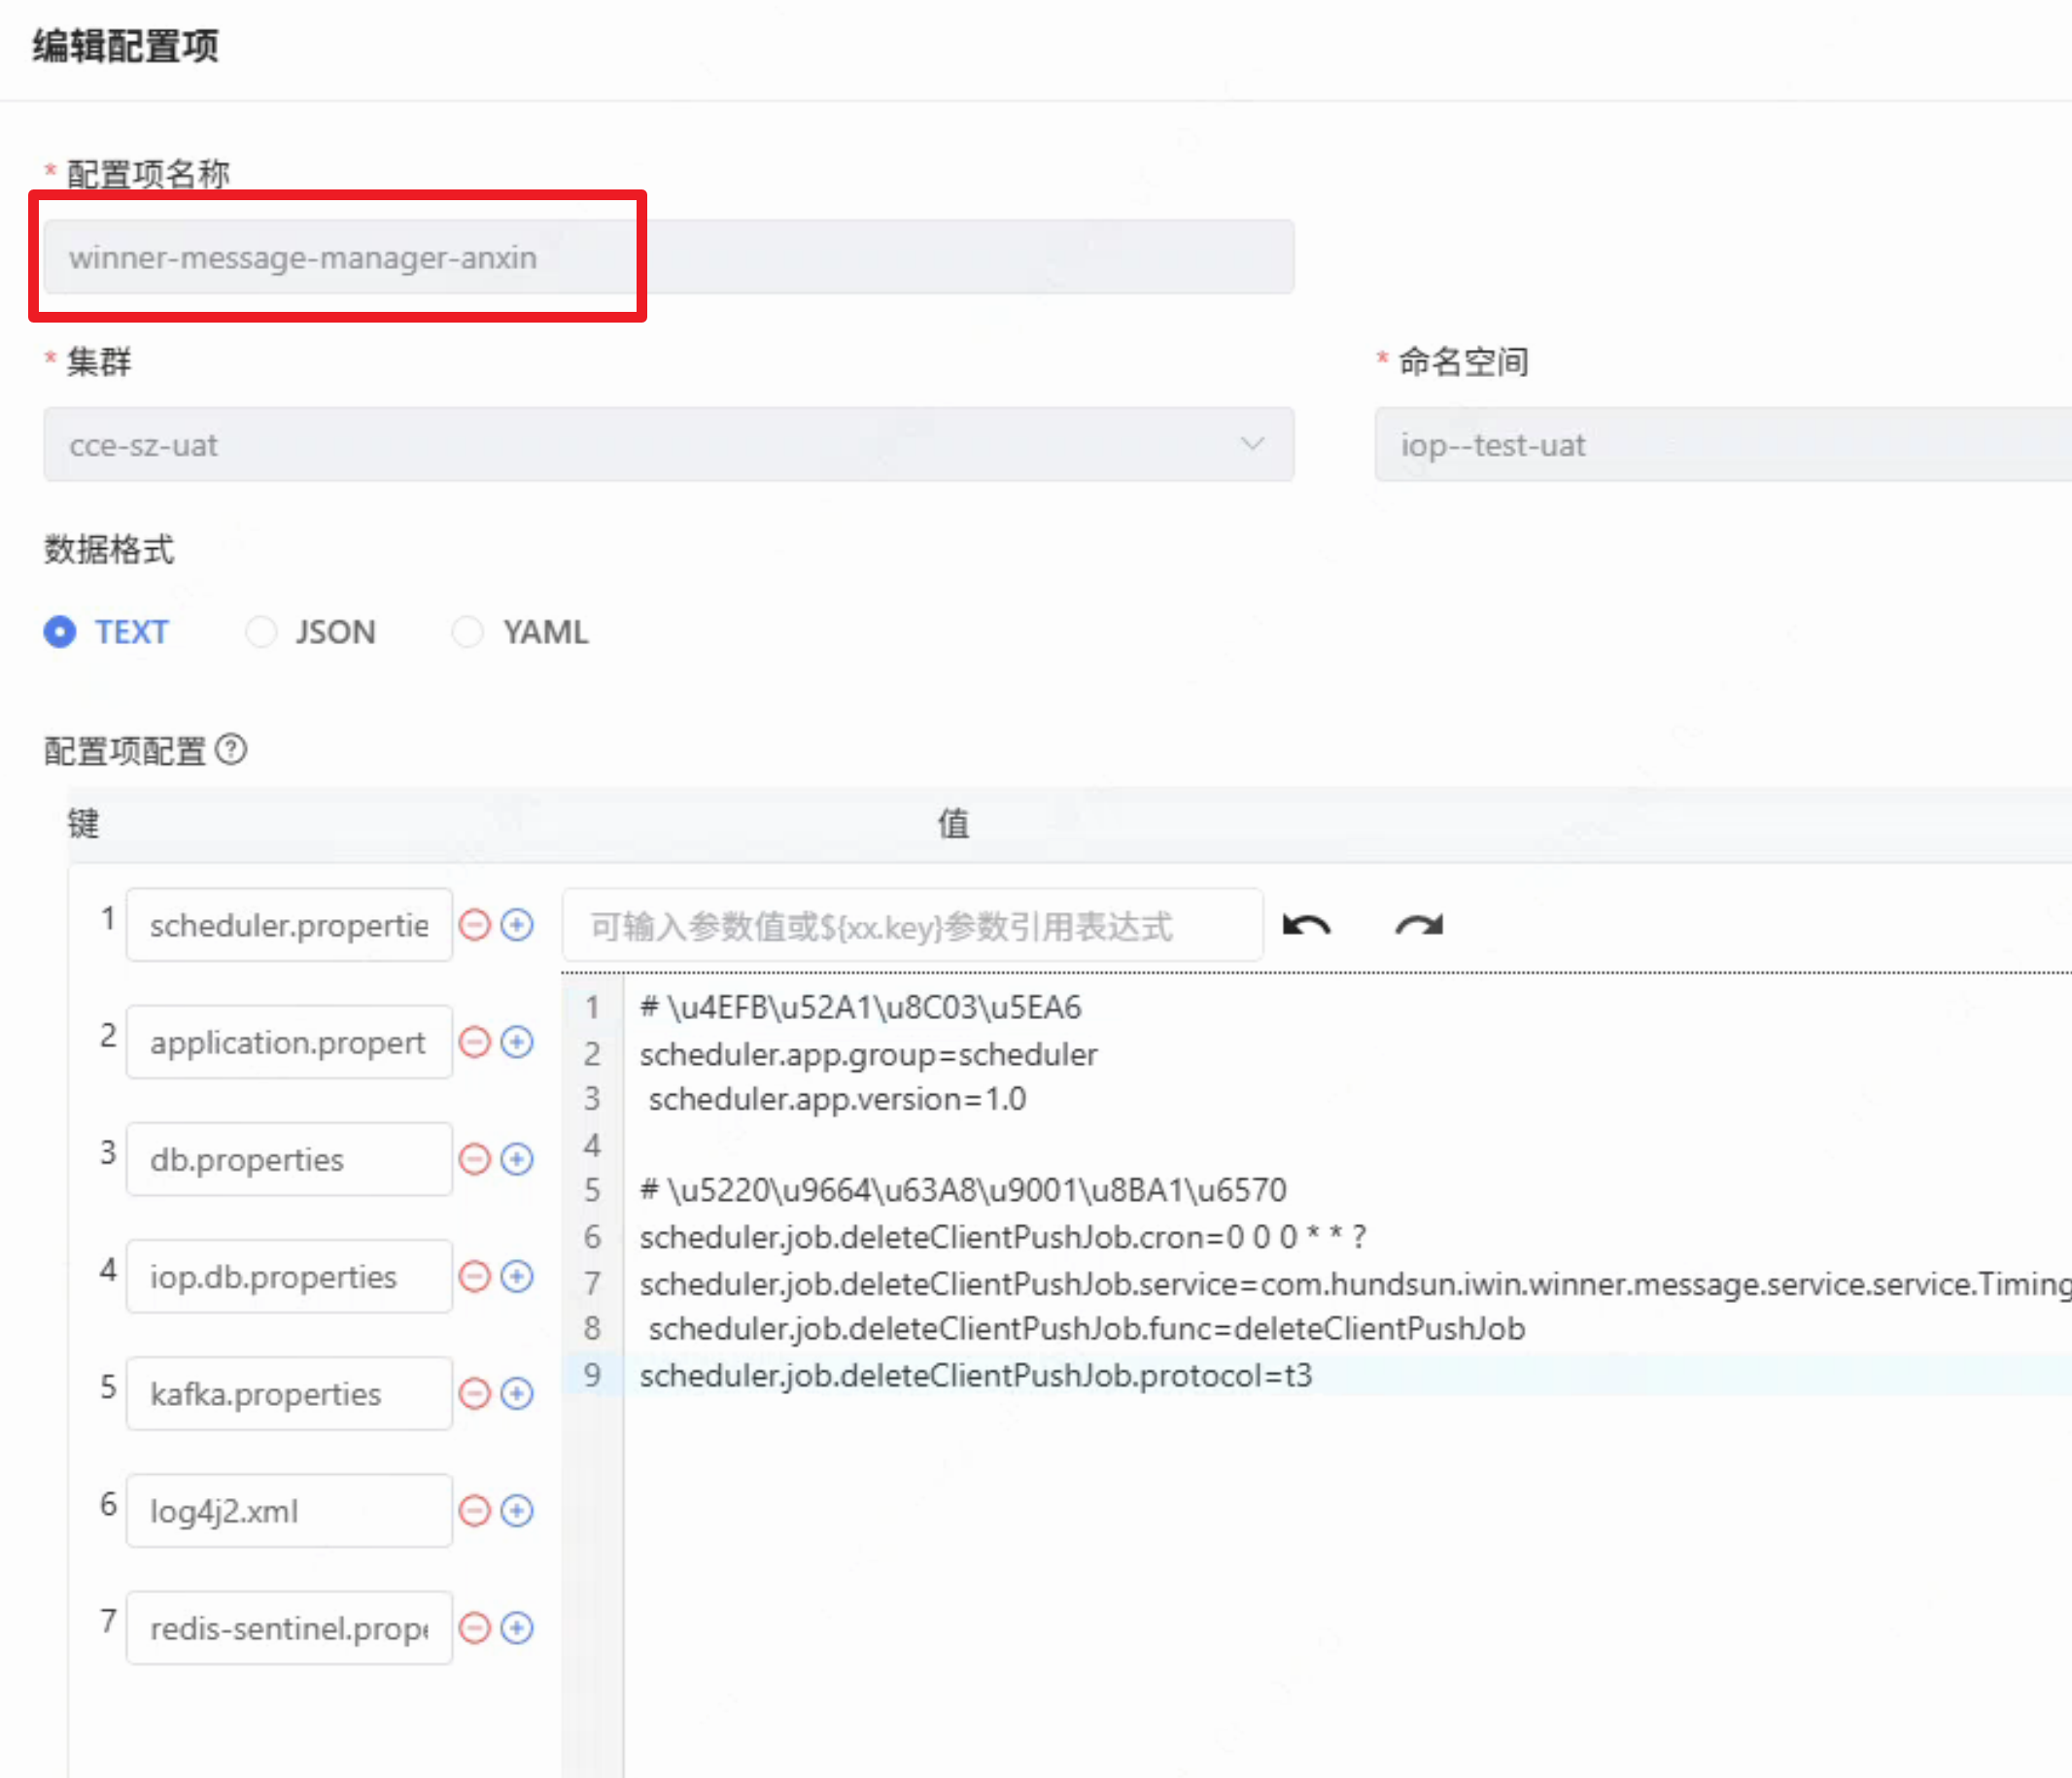 编辑配置项
* 配置项名称
winner-message-manager-anxin
* 集群
* 命名空间
cce-sz-uat
iop--test-uat
数据格式
TEXT
JSON
YAML
配置项配置 ?
键
值
1 scheduler.propertie
2 application.propert
3 db.properties
4 iop.db.properties
5 kafka.properties
6 log4j2.xml
7 redis-sentinel.prope
可输入参数值或${xx.key}参数引用表达式
1 # \u4EFB\u52A1\u8C03\u5EA6
2 scheduler.app.group=scheduler
3 scheduler.app.version=1.0
4
5 # \u5220\u9664\u63A8\u9001\u8BA1\u6570
6 scheduler.job.deleteClientPushJob.cron=0 0 0 * * ?
7 scheduler.job.deleteClientPushJob.service=com.hundsun.iwin.winner.message.service.service.Timing
8 scheduler.job.deleteClientPushJob.func=deleteClientPushJob
9 scheduler.job.deleteClientPushJob.protocol=t3